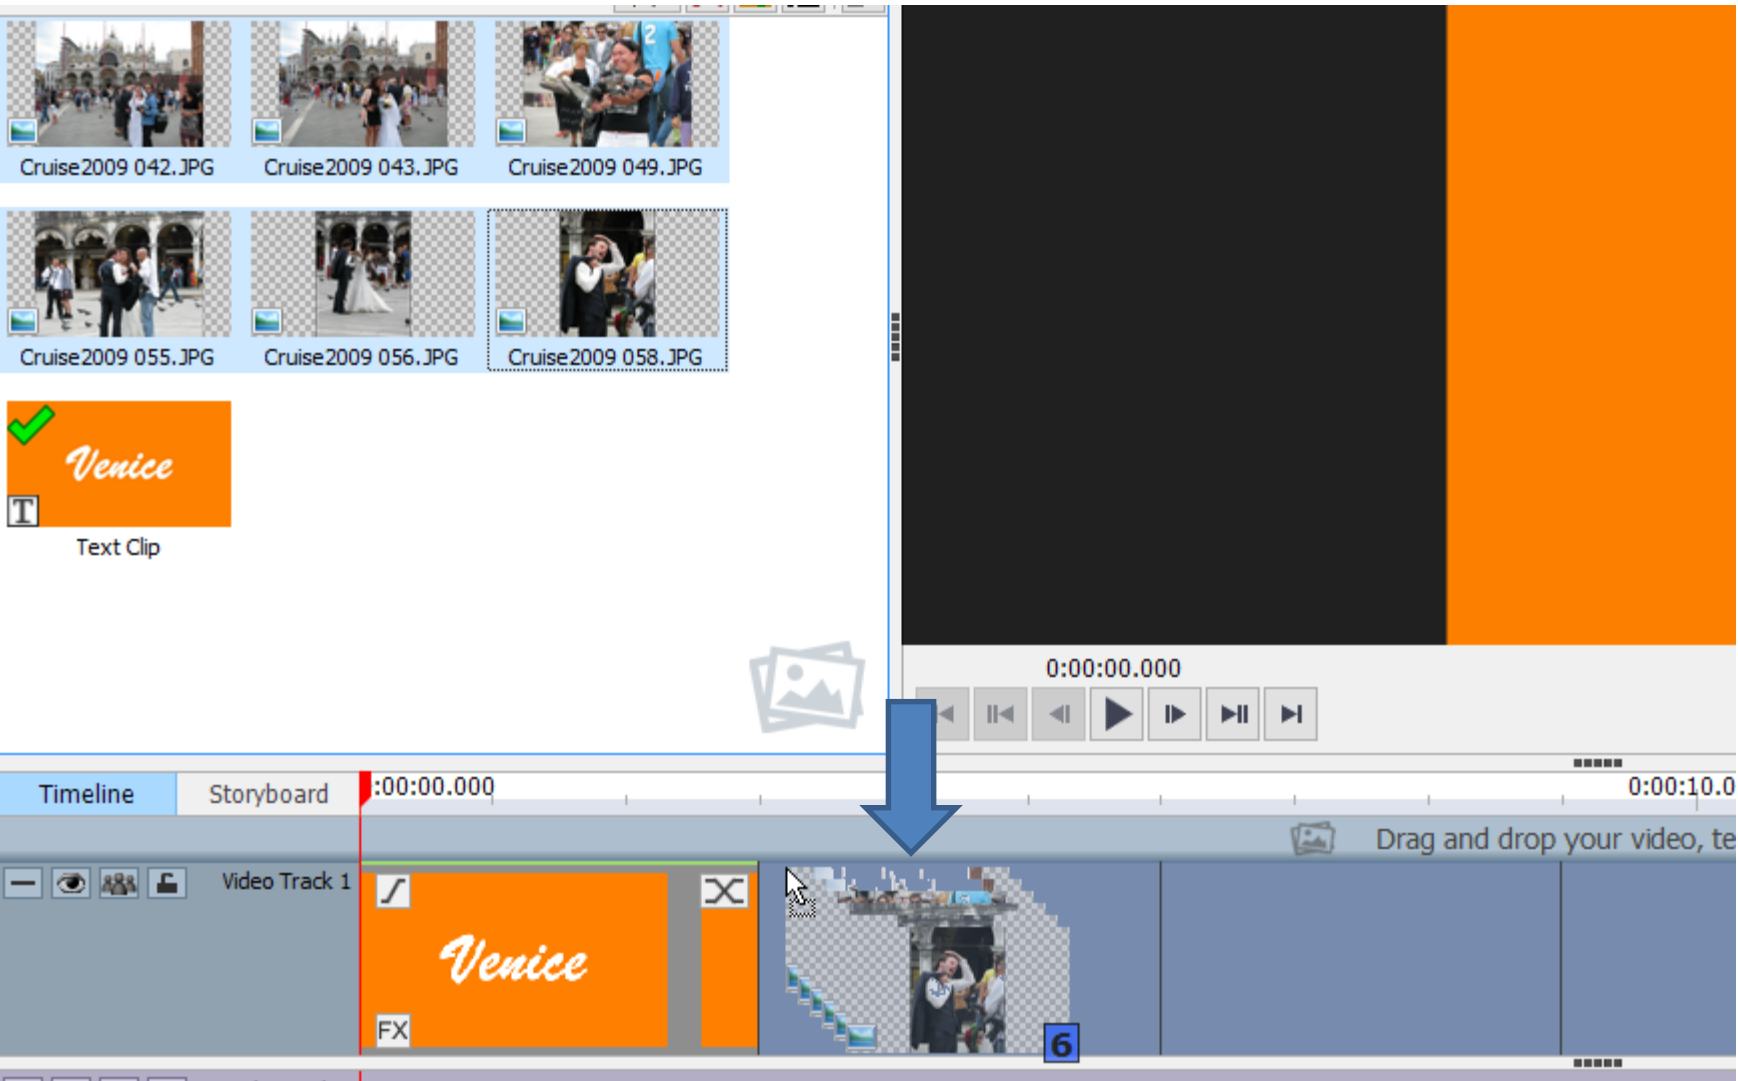 2
Cruise2009 042.JPG
Cruise2009 043.JPG
Cruise2009 049.JPG
Cruise2009 055.JPG
Cruise2009 056.JPG
Cruise2009 058.JPG
Venice
T
Text Clip
0:00:00.000
Timeline
Storyboard
:00:00.000
0:00:10.0
Drag and drop your video, te
Video Track 1
Venice
FX
6